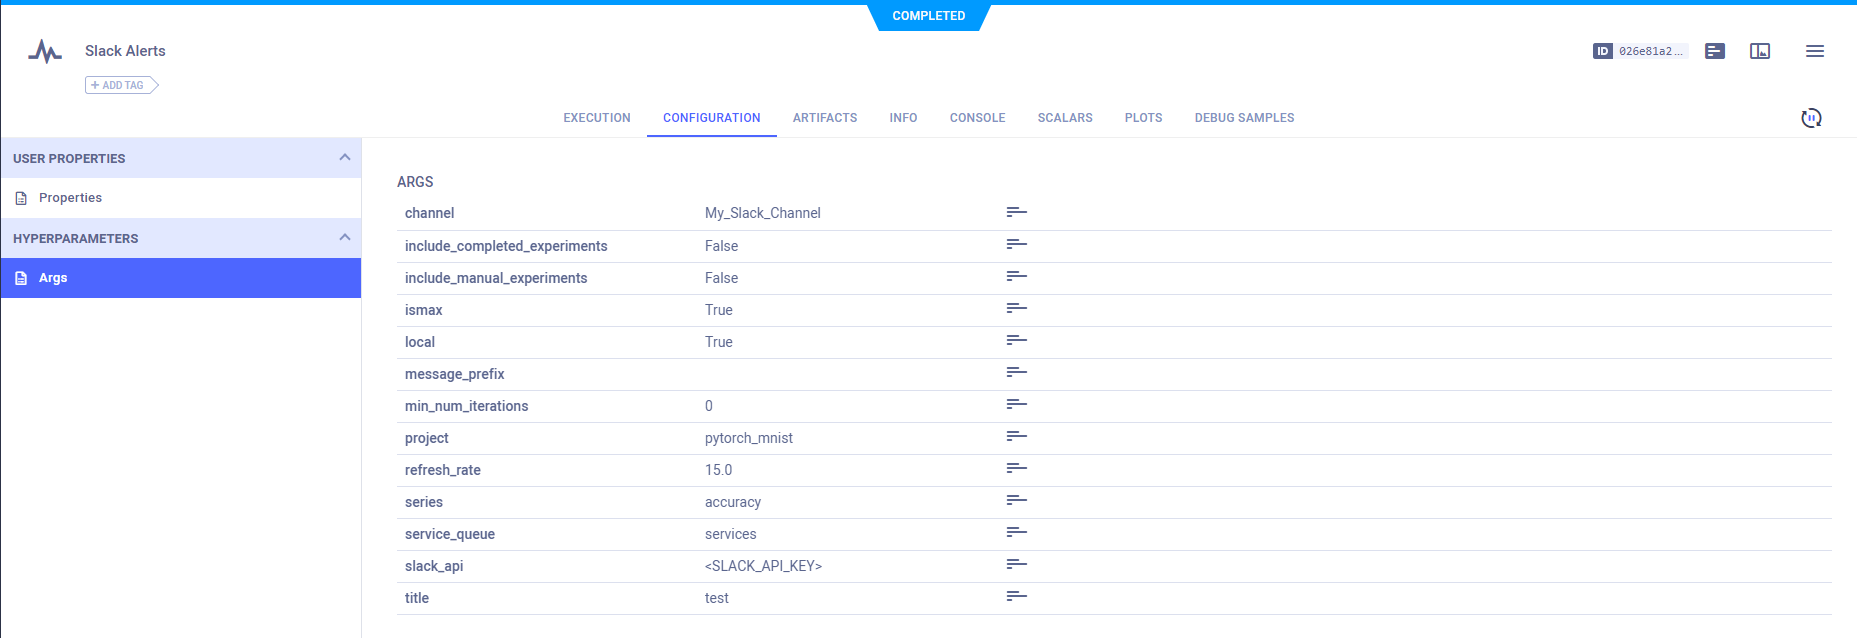 COMPLETED
Slack Alerts
ID 026e81a2...
+ ADD TAG
EXECUTION CONFIGURATION ARTIFACTS INFO CONSOLE SCALARS PLOTS DEBUG SAMPLES
USER PROPERTIES
Properties
HYPERPARAMETERS
Args
ARGS
channel My_Slack_Channel
include_completed_experiments False
include_manual_experiments False
ismax True
local True
message_prefix
min_num_iterations 0
project pytorch_mnist
refresh_rate 15.0
series accuracy
service_queue services
slack_api <SLACK_API_KEY>
title test